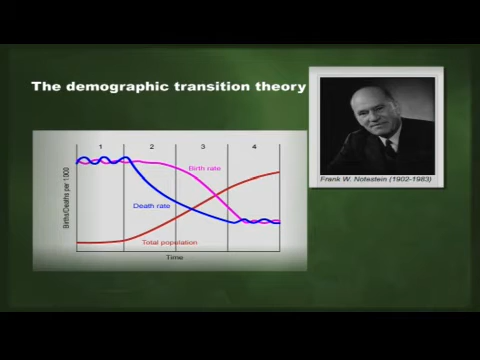 The demographic transition theory
Frank W. Notestein (1902-1983)
1 2 3 4
Birth rate
Death rate
Total population
Births/Deaths per 1000
Time